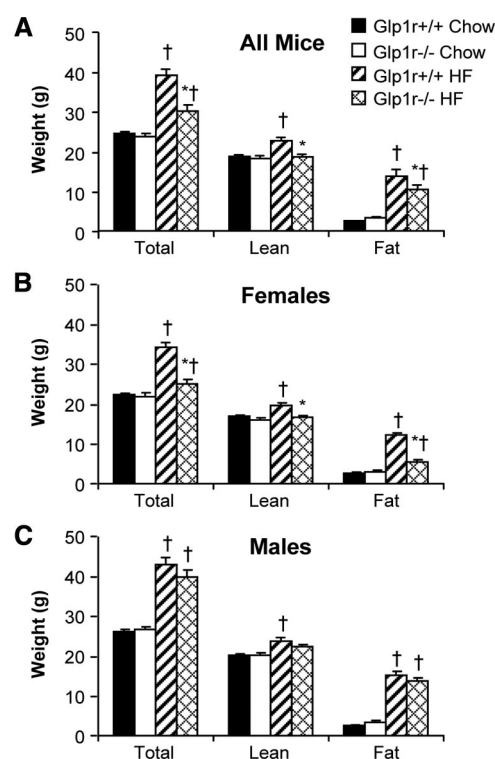 A
All Mice
Glp1r+/+ Chow
Glp1r-/- Chow
Glp1r+/+ HF
Glp1r-/- HF
Weight (g)
50
40
30
20
10
0
†
*†
†
*
†
*†
Total Lean Fat
B
Females
Weight (g)
50
40
30
20
10
0
†
*†
†
*
†
*†
Total Lean Fat
C
Males
Weight (g)
50
40
30
20
10
0
†
†
†
†
†
Total Lean Fat